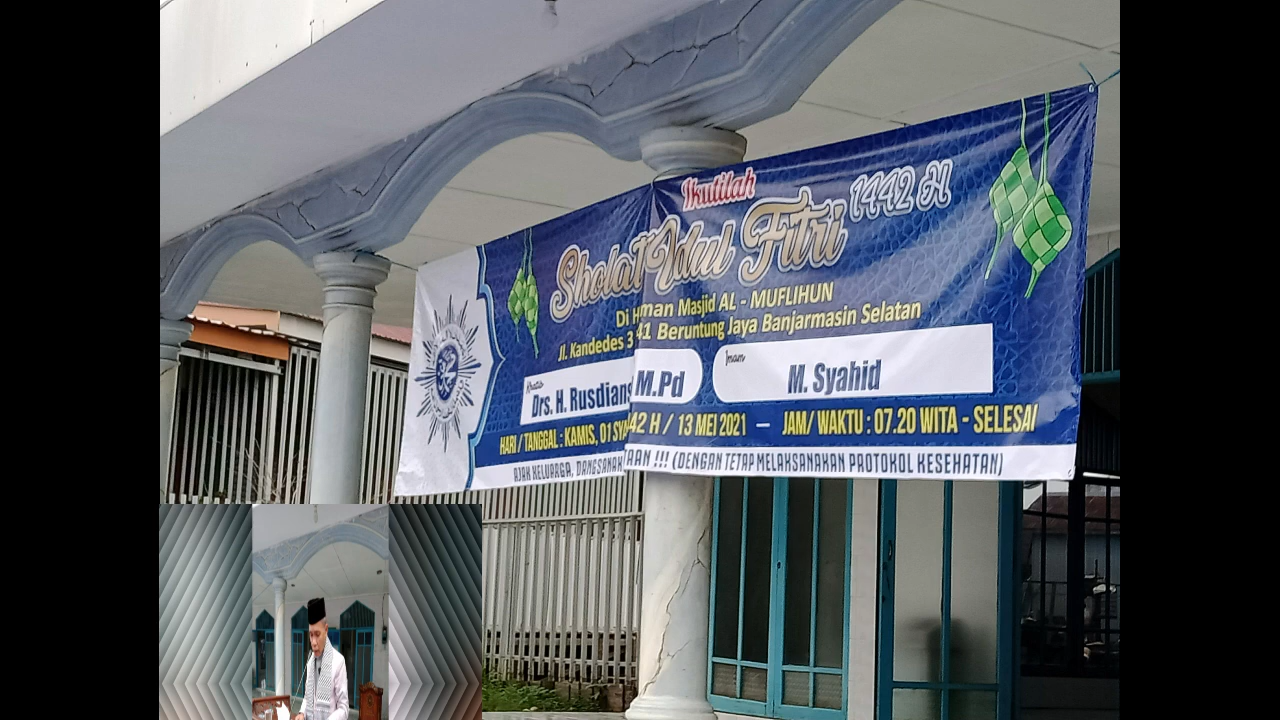 Ikutilah
Sholat Idul Fitri 1442 H
Di H man Masjid AL - MUFLIHUN
Jl. Kandedes 3 41 Beruntung Jaya Banjarmasin Selatan
Khatib
Imam
Drs. H. Rusdians M.Pd
M. Syahid
HARI / TANGGAL : KAMIS, 01 SYA 42 H / 13 MEI 2021 — JAM/ WAKTU : 07.20 WITA - SELESAI
AJAK KELUARGA, DANGSANAK TAAN !!! (DENGAN TETAP MELAKSANAKAN PROTOKOL KESEHATAN)